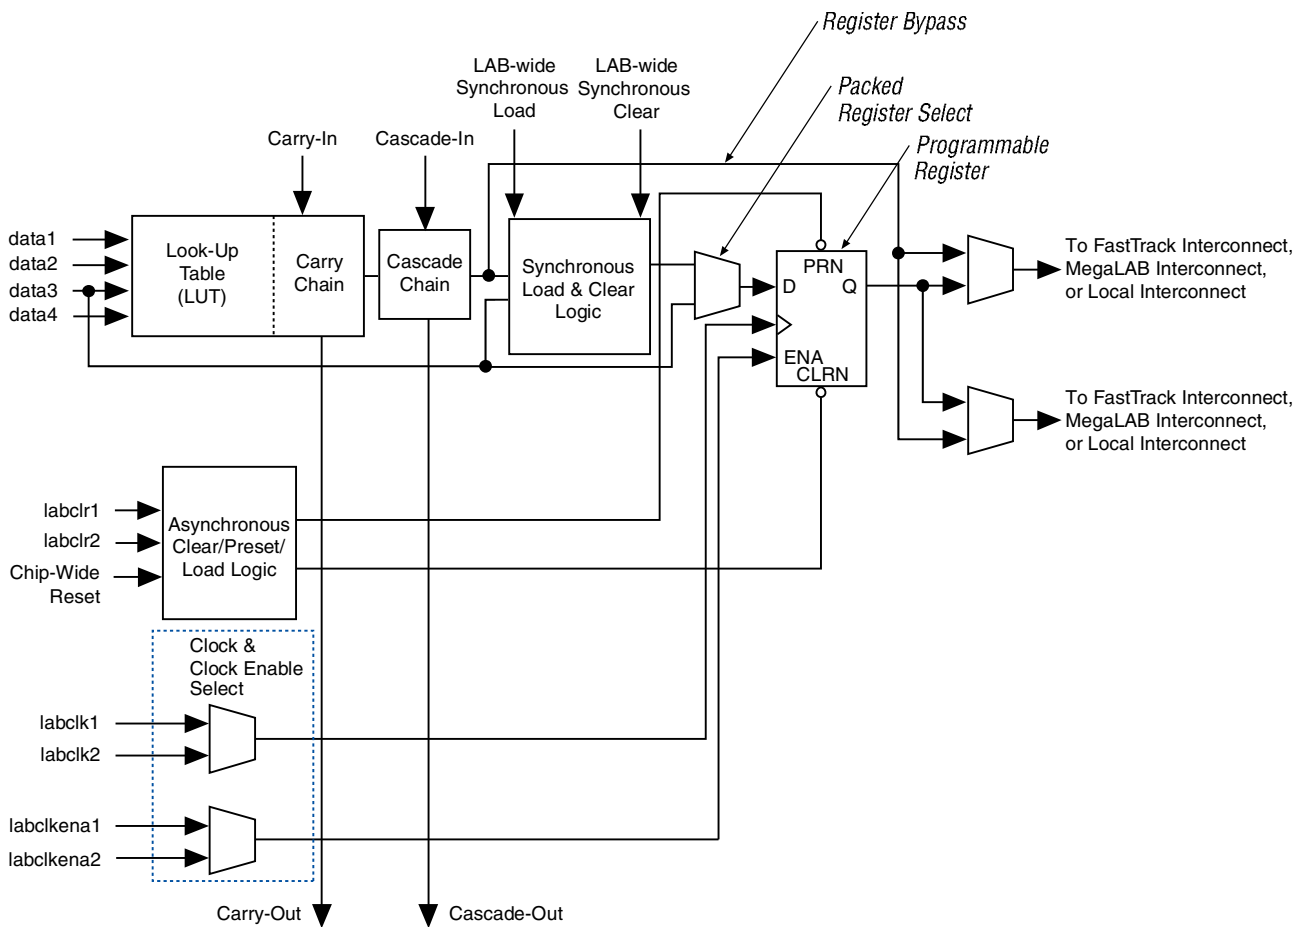 Register Bypass
LAB-wide
Synchronous
Load
LAB-wide
Synchronous
Clear
Packed
Register Select
Carry-In
Cascade-In
Programmable
Register
data1
data2
data3
data4
Look-Up
Table
(LUT)
Carry
Chain
Cascade
Chain
Synchronous
Load & Clear
Logic
PRN
D
Q
ENA
CLRN
To FastTrack Interconnect,
MegaLAB Interconnect,
or Local Interconnect
To FastTrack Interconnect,
MegaLAB Interconnect,
or Local Interconnect
labclr1
labclr2
Chip-Wide
Reset
Asynchronous
Clear/Preset/
Load Logic
Clock &
Clock Enable
Select
labclk1
labclk2
labclkena1
labclkena2
Carry-Out
Cascade-Out